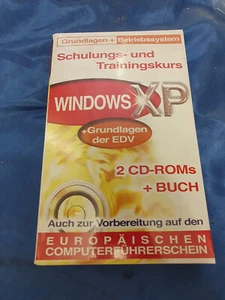 Grundlagen + Betriebssystem
Schulungs- und
Trainingskurs
WINDOWS XP
+Grundlagen
der EDV
2 CD-ROMs
+ BUCH
Auch zur Vorbereitung auf den
EUROPÄISCHEN
COMPUTERFÜHRERSCHEIN